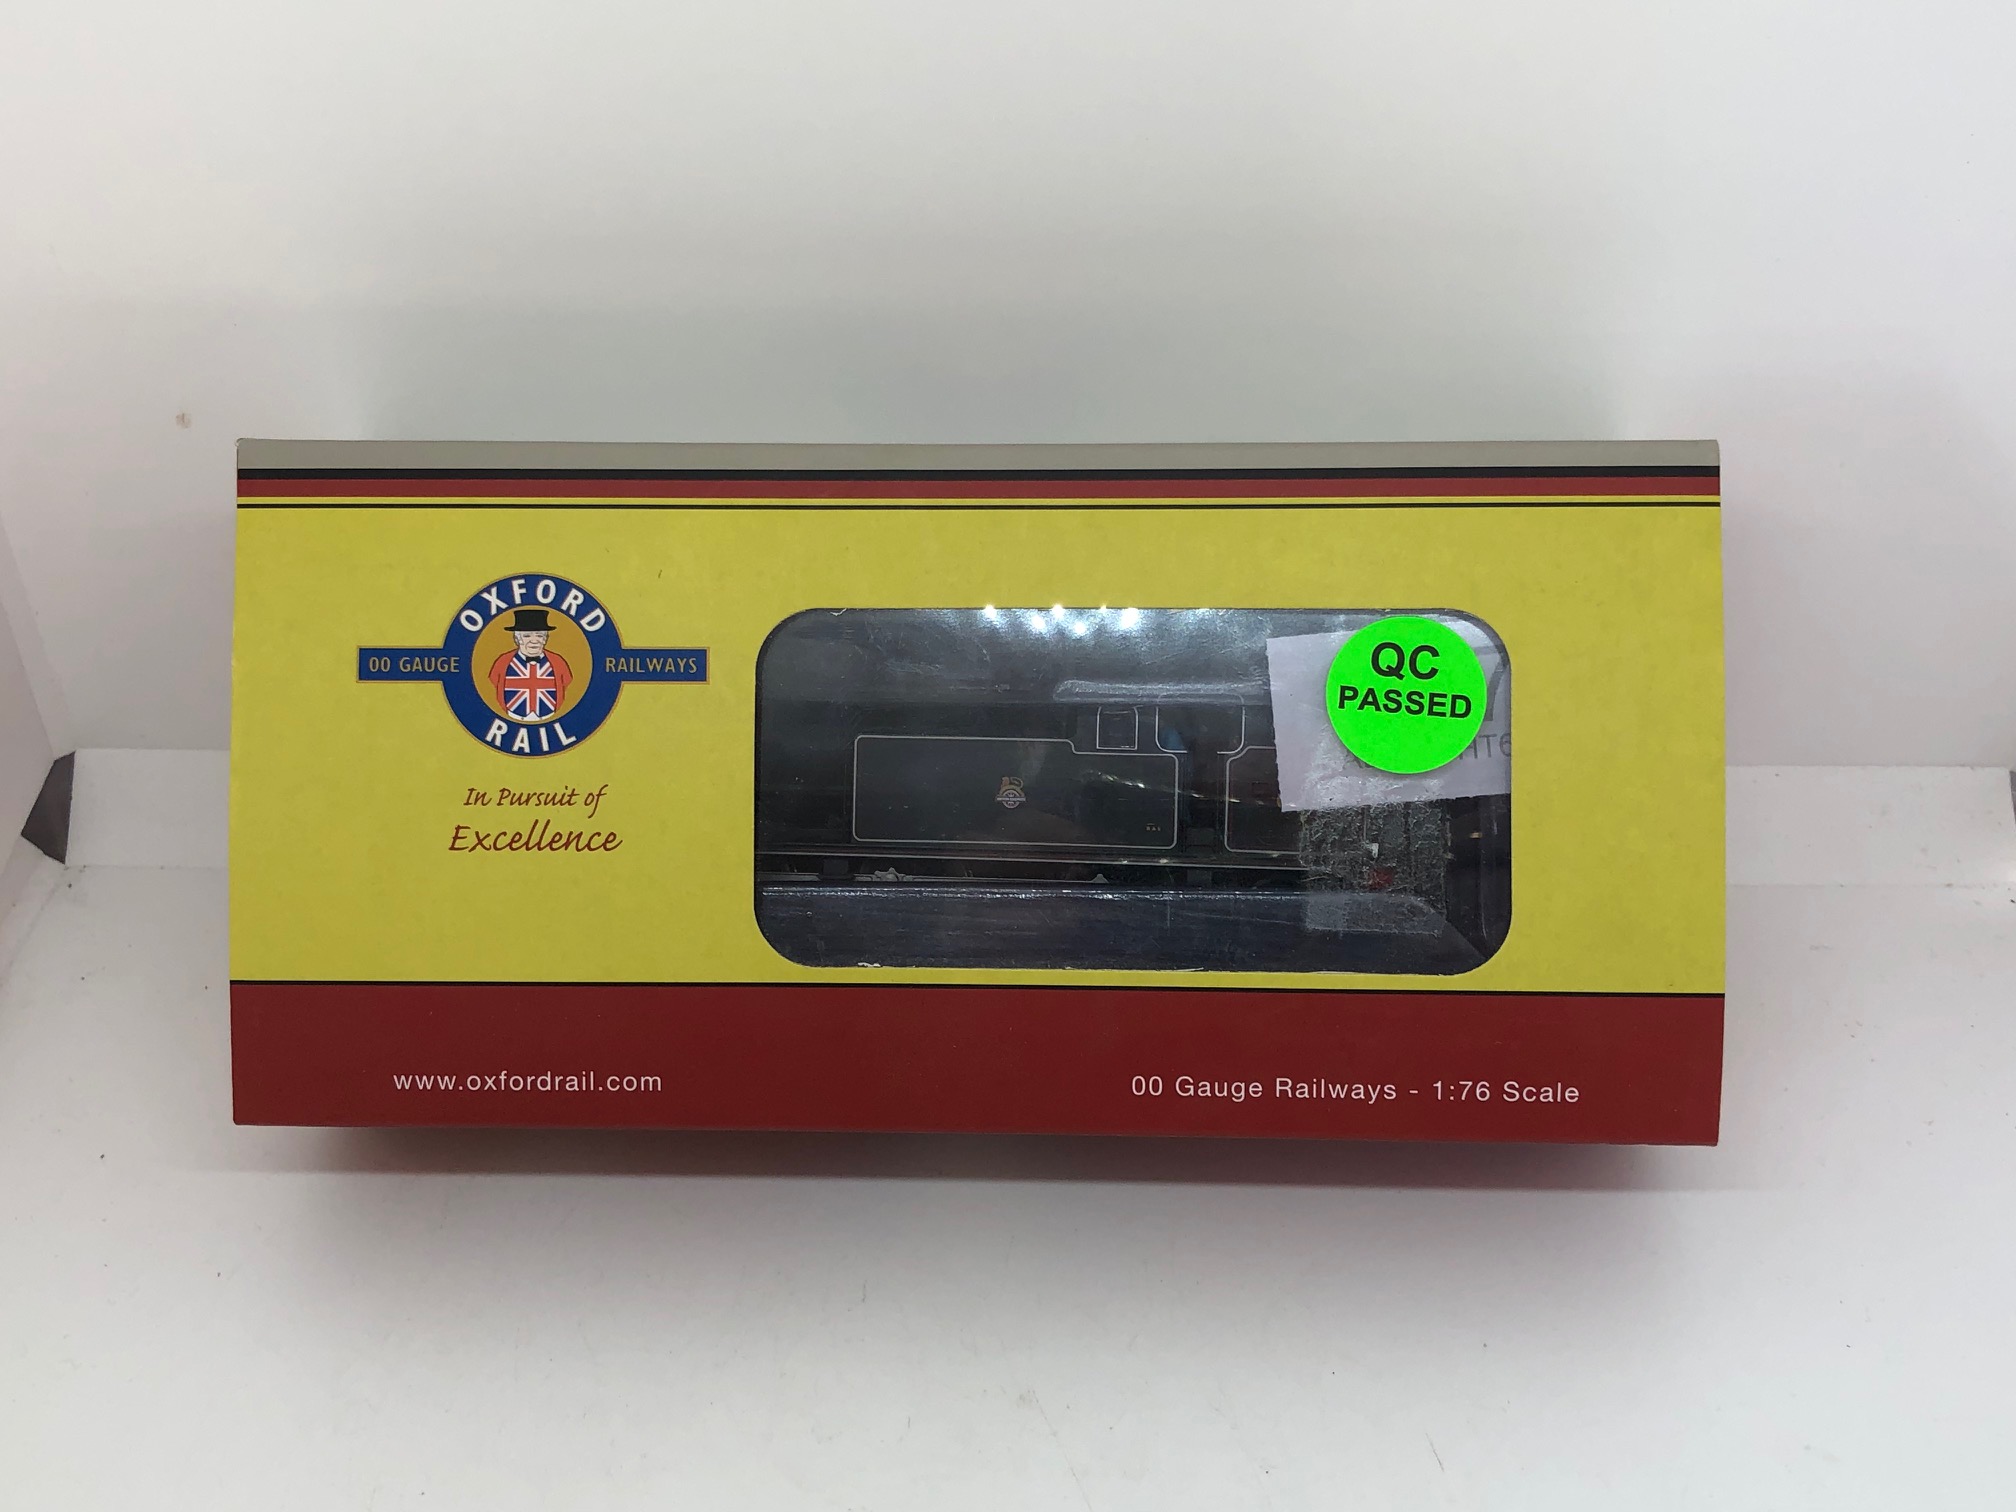 OXFORD
00 GAUGE RAILWAYS
RAIL
In Pursuit of
Excellence
QC
PASSED
www.oxfordrail.com
00 Gauge Railways - 1:76 Scale